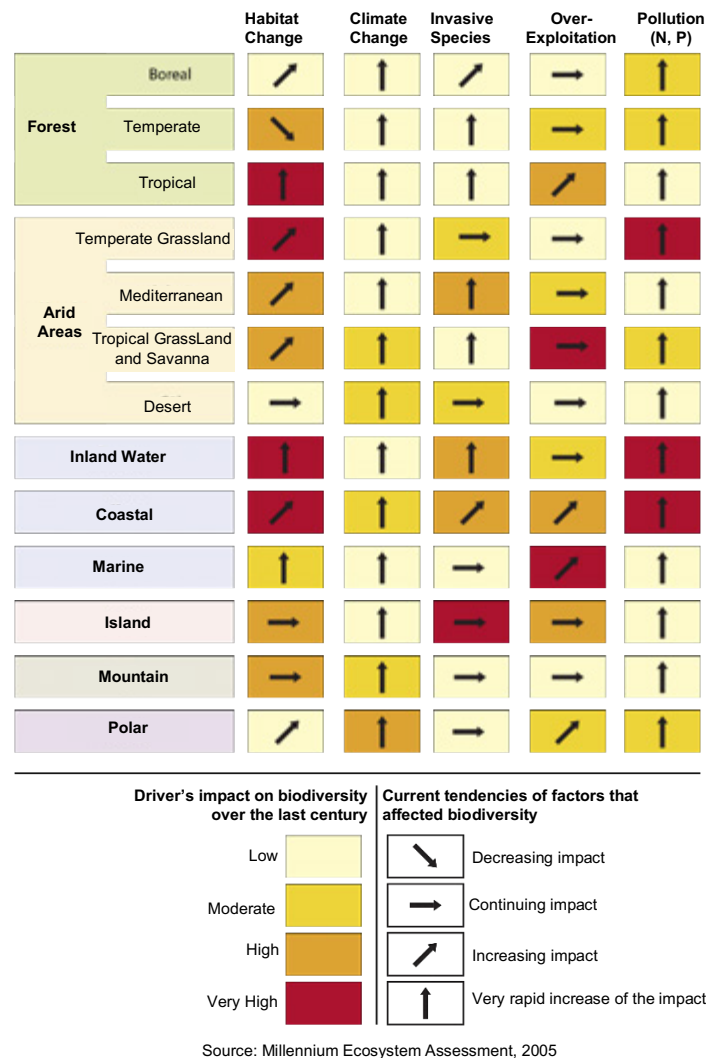 Habitat Change
Climate Change
Invasive Species
Over-Exploitation
Pollution (N, P)
Boreal
Forest
Temperate
Tropical
Temperate Grassland
Mediterranean
Arid Areas
Tropical GrassLand
and Savanna
Desert
Inland Water
Coastal
Marine
Island
Mountain
Polar
Driver's impact on biodiversity
over the last century
Current tendencies of factors that
affected biodiversity
Low
Decreasing impact
Moderate
Continuing impact
High
Increasing impact
Very High
Very rapid increase of the impact
Source: Millennium Ecosystem Assessment, 2005